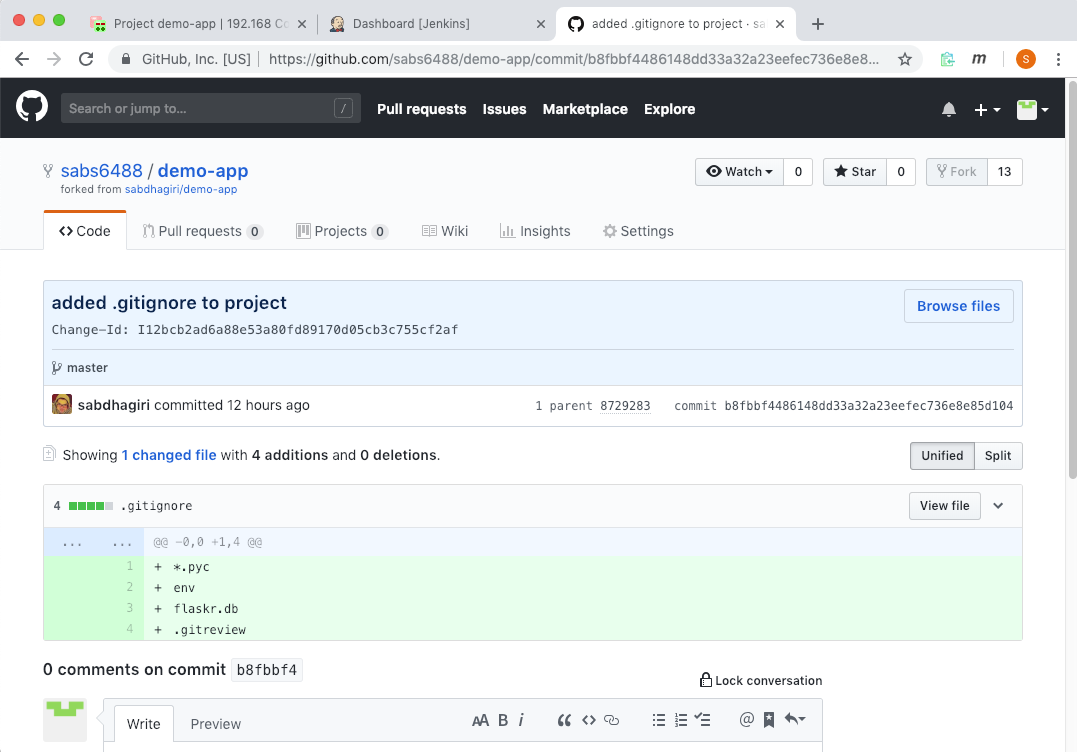 Project demo-app | 192.168 Co
Dashboard [Jenkins]
added .gitignore to project · sa
GitHub, Inc. [US]
https://github.com/sabs6488/demo-app/commit/b8fbbf4486148dd33a32a23eefec736e8e8...
m
S
Search or jump to...
/
Pull requests
Issues
Marketplace
Explore
sabs6488 / demo-app
forked from sabdhagiri/demo-app
Watch 0
Star 0
Fork 13
Code
Pull requests 0
Projects 0
Wiki
Insights
Settings
added .gitignore to project
Browse files
Change-Id: I12bcb2ad6a88e53a80fd89170d05cb3c755cf2af
master
sabdhagiri committed 12 hours ago
1 parent 8729283
commit b8fbbf4486148dd33a32a23eefec736e8e85d104
Showing 1 changed file with 4 additions and 0 deletions.
Unified
Split
4 .gitignore
View file
... ... @@ -0,0 +1,4 @@
1 + *.pyc
2 + env
3 + flaskr.db
4 + .gitreview
0 comments on commit b8fbbf4
Lock conversation
Write
Preview
AA B i “ <> @